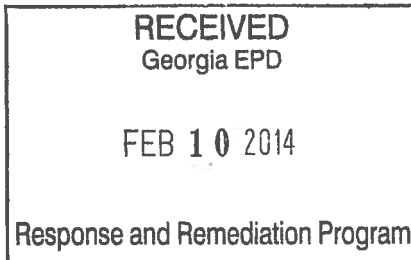 RECEIVED
Georgia EPD
FEB 10 2014
Response and Remediation Program